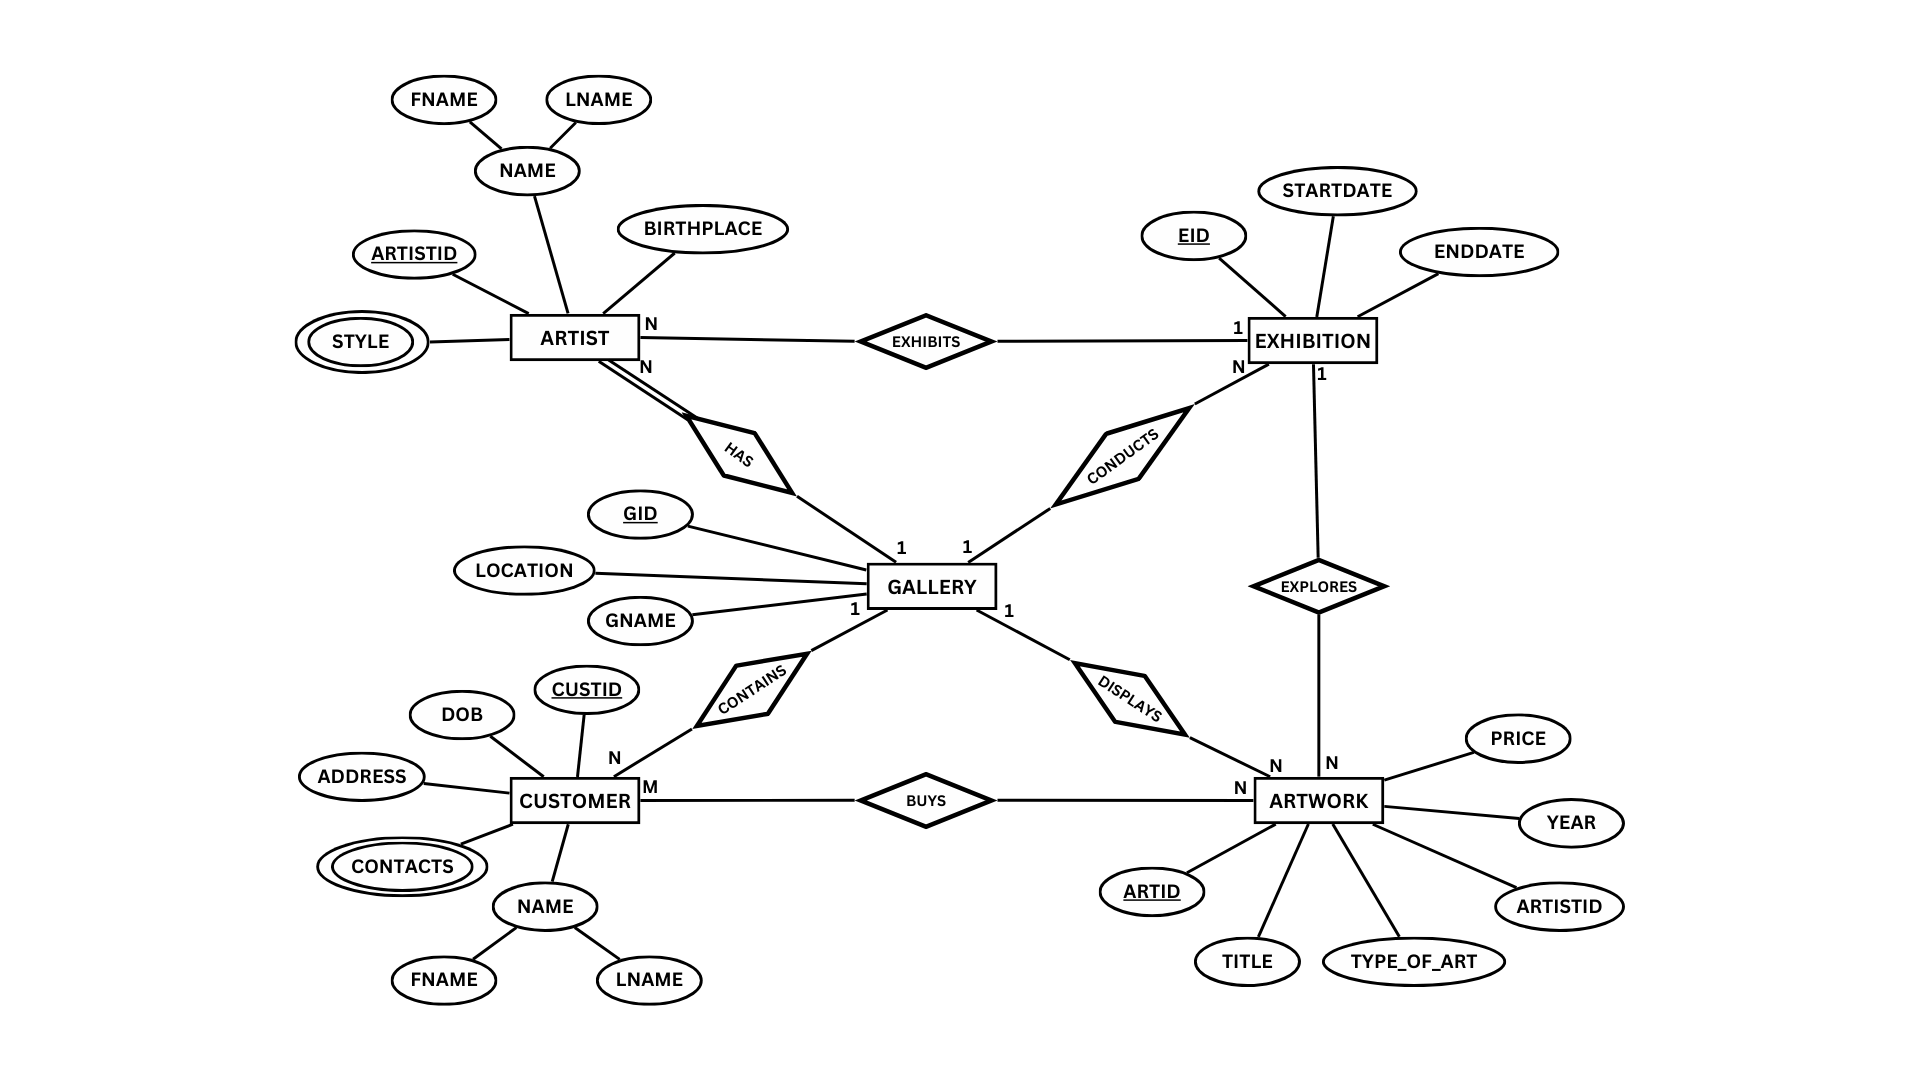 FNAME
LNAME
NAME
STARTDATE
BIRTHPLACE
EID
ENDDATE
ARTISTID
STYLE
ARTIST
N
EXHIBITS
1
EXHIBITION
N
N
1
HAS
CONDUCTS
GID
1
1
LOCATION
GALLERY
EXPLORES
GNAME
1
1
CUSTID
CONTAINS
DISPLAYS
DOB
PRICE
N
N
N
ADDRESS
CUSTOMER
M
BUYS
N
ARTWORK
YEAR
CONTACTS
ARTID
NAME
ARTISTID
TITLE
TYPE_OF_ART
FNAME
LNAME